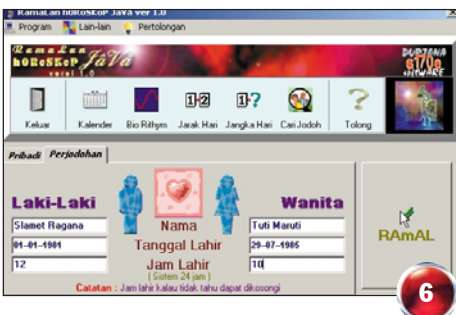 RamaLan hORoSKoP JaVa ver 1.0
Program Lain-lain Pertolongan
RamaLan
hOReSKoP JaVa
versi 1.0
Keluar Kalender Bio Rithym Jarak Hari Jangka Hari Cari Jodoh Tolong
Pribadi Perjodohan
Laki-Laki Wanita
Slamet Ragana Nama Tuti Maruti
01-01-1981 Tanggal Lahir 29-07-1985
12 Jam Lahir 10
( Sistem 24 jam )
Catatan : Jam lahir kalau tidak tahu dapat dikosongi
RAmAL
6